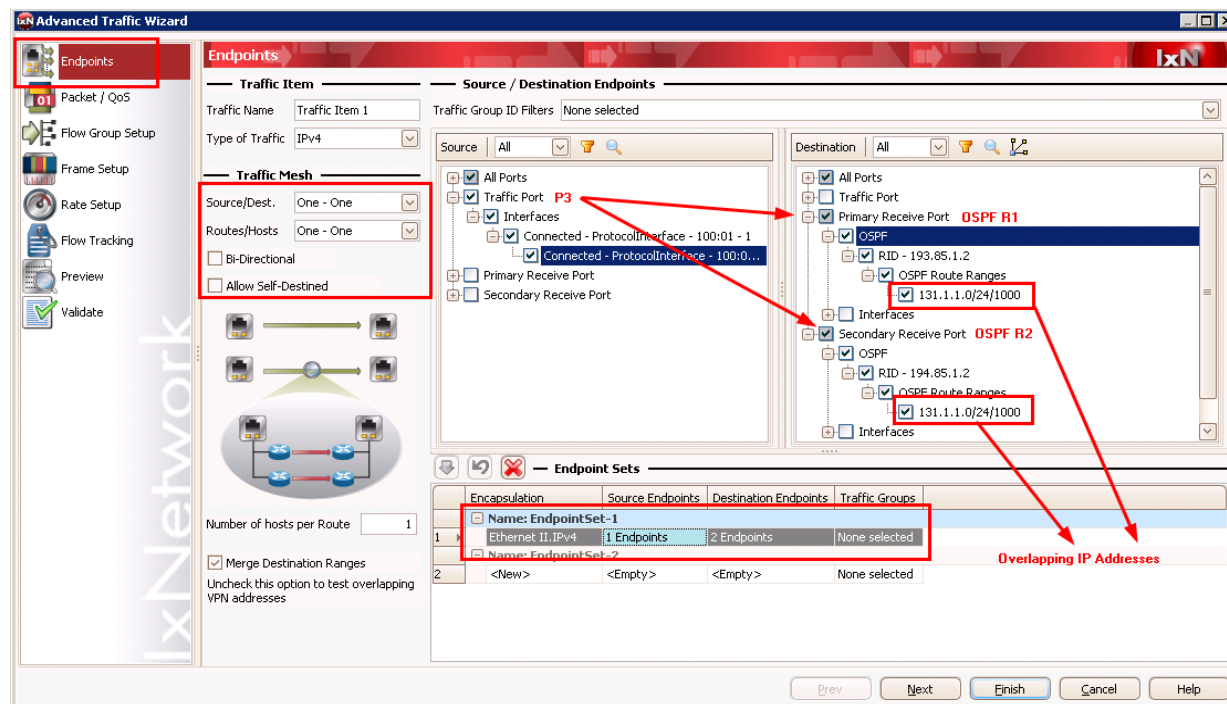 IxN Advanced Traffic Wizard
Endpoints
Packet / QoS
Flow Group Setup
Frame Setup
Rate Setup
Flow Tracking
Preview
Validate
IxNetwork
Endpoints
IxN
Traffic Item
Traffic Name Traffic Item 1
Type of Traffic IPv4
Traffic Mesh
Source/Dest. One - One
Routes/Hosts One - One
Bi-Directional
Allow Self-Destined
Number of hosts per Route 1
Merge Destination Ranges
Uncheck this option to test overlapping
VPN addresses
Source / Destination Endpoints
Traffic Group ID Filters None selected
Source All
All Ports
Traffic Port P3
Interfaces
Connected - ProtocolInterface - 100:01 - 1
Connected - ProtocolInterface - 100:0...
Primary Receive Port
Secondary Receive Port
Destination All
All Ports
Traffic Port
Primary Receive Port OSPF R1
OSPF
RID - 193.85.1.2
OSPF Route Ranges
131.1.1.0/24/1000
Interfaces
Secondary Receive Port OSPF R2
OSPF
RID - 194.85.1.2
OSPF Route Ranges
131.1.1.0/24/1000
Interfaces
Endpoint Sets
Encapsulation Source Endpoints Destination Endpoints Traffic Groups
Name: EndpointSet-1
1 Ethernet II.IPv4 1 Endpoints 2 Endpoints None selected
Name: EndpointSet-2
2 <New> <Empty> <Empty> None selected
Overlapping IP Addresses
Prev Next Finish Cancel Help